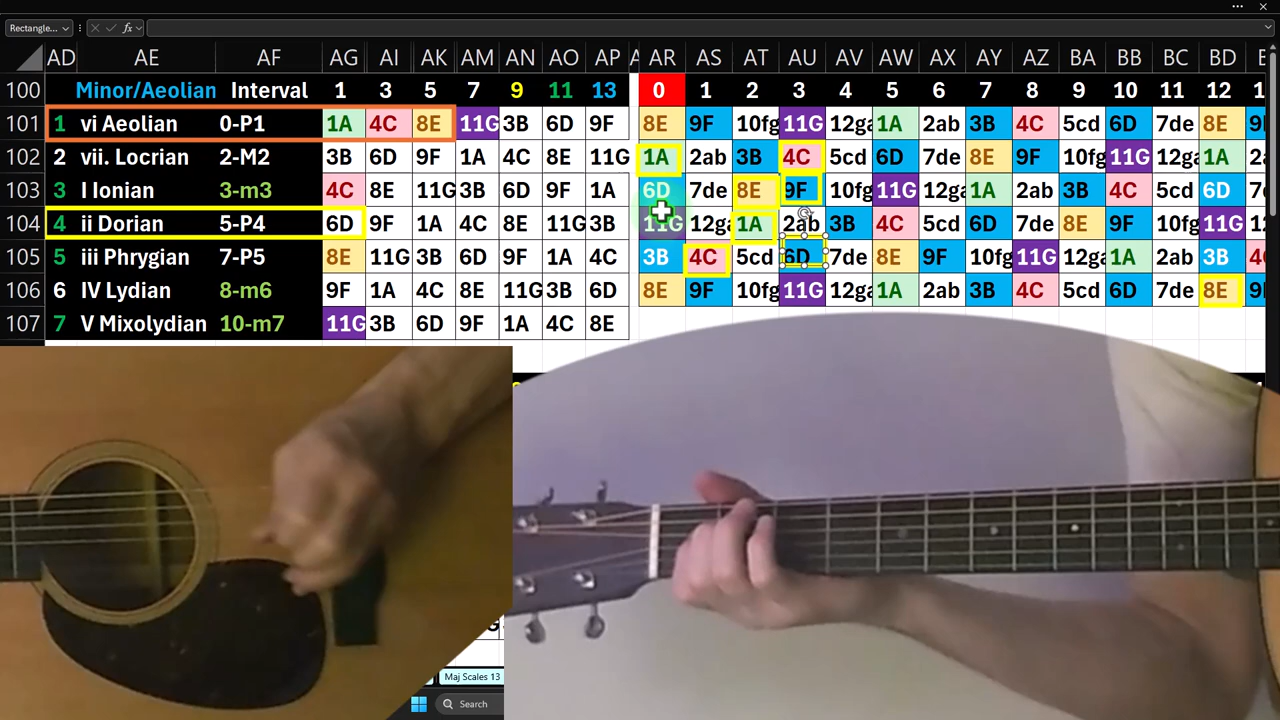 Rectangle...
fx
AD AE AF AG AI AK AM AN AO AP AR AS AT AU AV AW AX AY AZ BA BB BC BD
100 Minor/Aeolian Interval 1 3 5 7 9 11 13 0 1 2 3 4 5 6 7 8 9 10 11 12
101 1 vi Aeolian 0-P1 1A 4C 8E 11G 3B 6D 9F 8E 9F 10fg 11G 12ga 1A 2ab 3B 4C 5cd 6D 7de 8E
102 2 vii. Locrian 2-M2 3B 6D 9F 1A 4C 8E 11G 1A 2ab 3B 4C 5cd 6D 7de 8E 9F 10fg 11G 12ga 1A
103 3 I Ionian 3-m3 4C 8E 11G 3B 6D 9F 1A 6D 7de 8E 9F 10fg 11G 12ga 1A 2ab 3B 4C 5cd 6D
104 4 ii Dorian 5-P4 6D 9F 1A 4C 8E 11G 3B 11G 12ga 1A 2ab 3B 4C 5cd 6D 7de 8E 9F 10fg 11G
105 5 iii Phrygian 7-P5 8E 11G 3B 6D 9F 1A 4C 3B 4C 5cd 6D 7de 8E 9F 10fg 11G 12ga 1A 2ab 3B
106 6 IV Lydian 8-m6 9F 1A 4C 8E 11G 3B 6D 8E 9F 10fg 11G 12ga 1A 2ab 3B 4C 5cd 6D 7de 8E
107 7 V Mixolydian 10-m7 11G 3B 6D 9F 1A 4C 8E
Maj Scales 13
Search